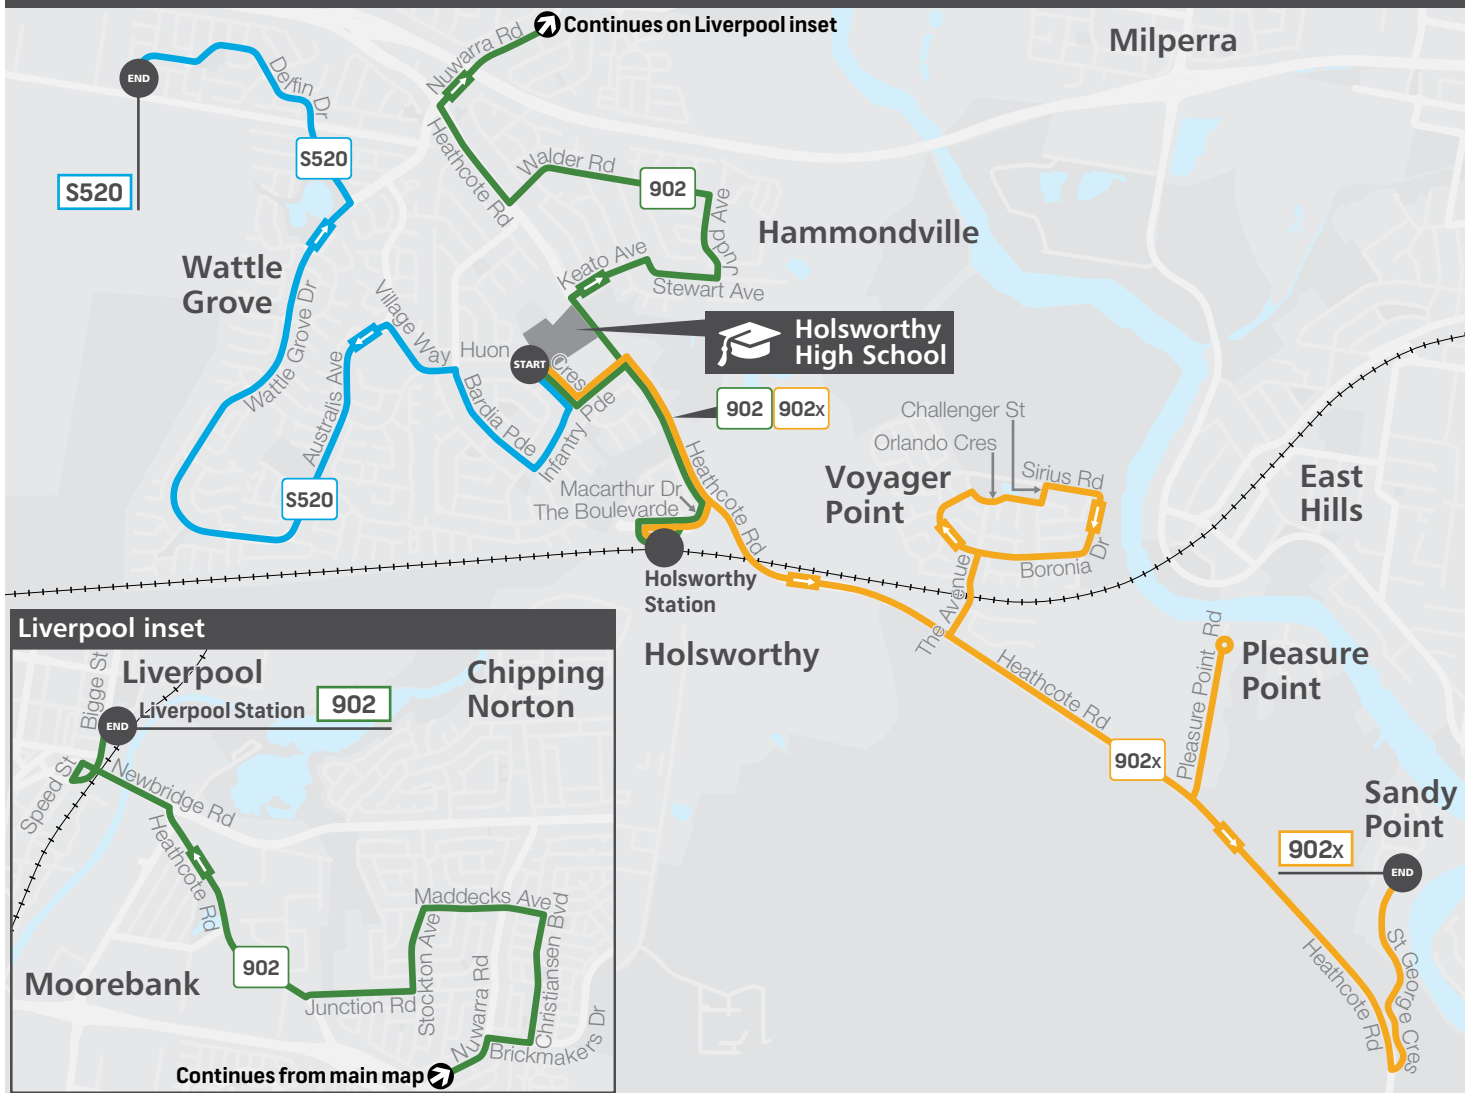 Continues on Liverpool inset
Milperra
Nuwarra Rd
END
Delfin Dr
S520
S520
Heathcote Rd
Walder Rd
902
Judd Ave
Hammondville
Wattle
Grove
Keato Ave
Stewart Ave
Wattle Grove Dr
Village Way
Australis Ave
Huon
Cres
START
Holsworthy
High School
902
902x
Bardia Pde
Infantry Pde
Challenger St
Orlando Cres
Sirius Rd
Voyager
Point
Heathcote Rd
East
Hills
S520
Macarthur Dr
The Boulevarde
Boronia Dr
The Avenue
Holsworthy
Station
Holsworthy
Heathcote Rd
Pleasure Point Rd
Pleasure
Point
902x
Sandy
Point
902x
END
St George Cres
Heathcote Rd
Liverpool inset
Bigge St
Liverpool
Chipping
Norton
Liverpool Station
902
END
Speed St
Newbridge Rd
Heathcote Rd
Maddecks Ave
Stockton Ave
Christiansen Bvd
Nuwarra Rd
902
Moorebank
Junction Rd
Brickmakers Dr
Continues from main map